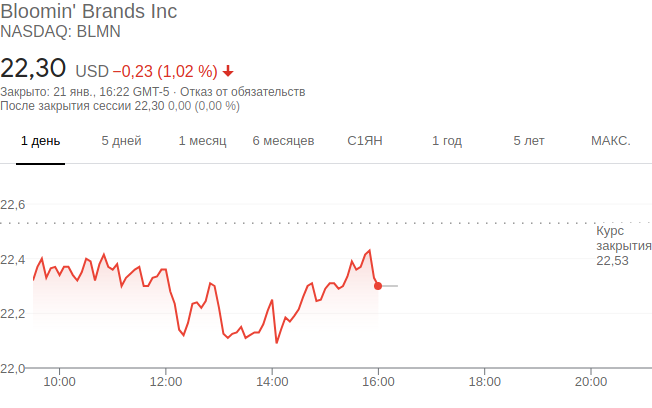 Bloomin' Brands Inc
NASDAQ: BLMN
22,30 USD −0,23 (1,02 %)
Закрыто: 21 янв., 16:22 GMT-5 · Отказ от обязательств
После закрытия сессии 22,30 0,00 (0,00 %)
1 день 5 дней 1 месяц 6 месяцев С1ЯН 1 год 5 лет МАКС.
22,6
Курс
закрытия
22,53
22,4
22,2
22,0
10:00 12:00 14:00 16:00 18:00 20:00